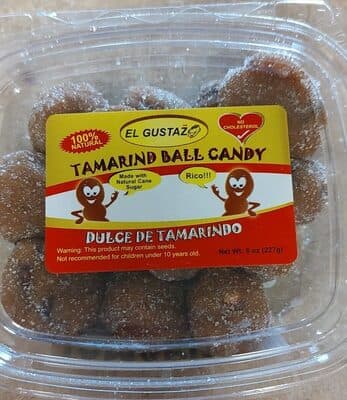 EL GUSTAZO
100%
NATURAL
NO
CHOLESTEROL
TAMARIND BALL CANDY
Made with
Natural Cane
Sugar
Rico!!!
DULCE DE TAMARINDO
Warning: This product may contain seeds.
Not recommended for children under 10 years old.
Net Wt. 8 oz (227g)